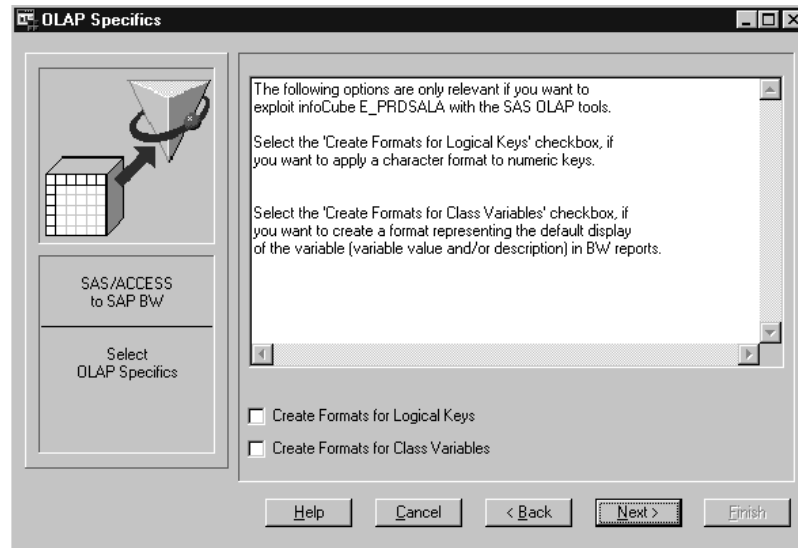 OLAP Specifics
The following options are only relevant if you want to
exploit infoCube E_PRDSALA with the SAS OLAP tools.
Select the 'Create Formats for Logical Keys' checkbox, if
you want to apply a character format to numeric keys.
Select the 'Create Formats for Class Variables' checkbox, if
you want to create a format representing the default display
of the variable (variable value and/or description) in BW reports.
SAS/ACCESS
to SAP BW
Select
OLAP Specifics
Create Formats for Logical Keys
Create Formats for Class Variables
Help Cancel < Back Next > Finish